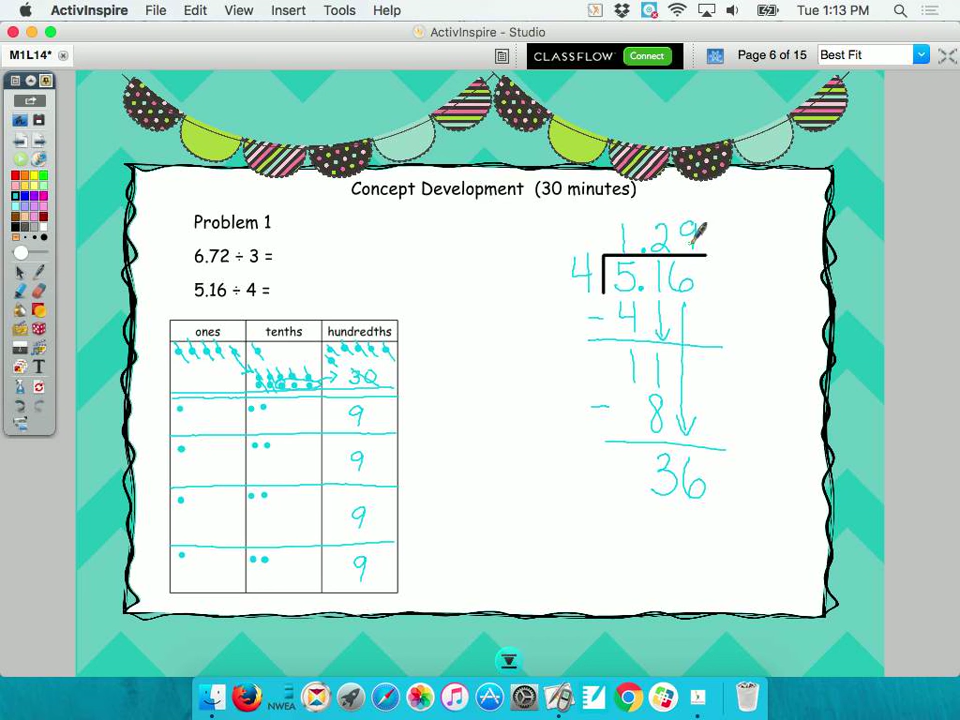 ActivInspire File Edit View Insert Tools Help Tue 1:13 PM
ActivInspire - Studio
M1L14* CLASSFLOW Connect Page 6 of 15 Best Fit
Concept Development (30 minutes)
Problem 1
6.72 ÷ 3 =
5.16 ÷ 4 =
ones tenths hundredths
30
9
9
9
9
1.29
4 5.16
- 4
11
- 8
36
T
NWEA